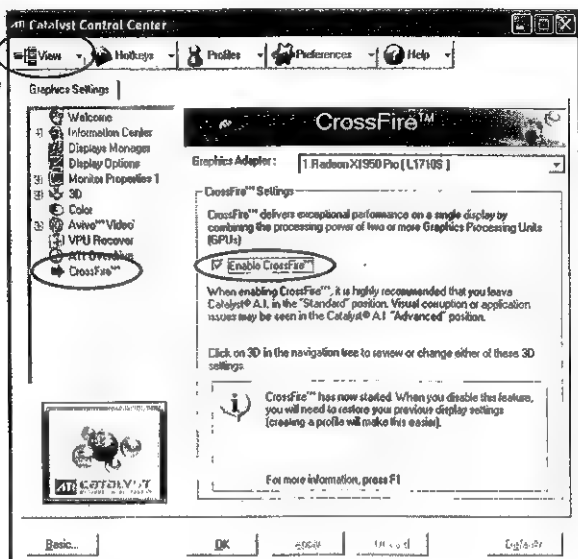 ATI Catalyst Control Center
View Hotkeys Profiles Preferences Help
Graphics Settings
Welcome
Information Center
Displays Manager
Display Options
Monitor Properties 1
3D
Color
Avivo™ Video
VPU Recover
ATI Overdrive
CrossFire™
CrossFire™
Graphics Adapter: 1. Radeon X1950 Pro [ L1710S ]
CrossFire™ Settings
CrossFire™ delivers exceptional performance on a single display by
combining the processing power of two or more Graphics Processing Units
(GPUs)
Enable CrossFire™
When enabling CrossFire™, it is highly recommended that you leave
Catalyst® A.I. in the "Standard" position. Visual corruption or application
issues may be seen in the Catalyst® A.I "Advanced" position.
Click on 3D in the navigation tree to review or change either of these 3D
settings.
CrossFire™ has now started. When you disable this feature,
you will need to restore your previous display settings
(creating a profile will make this easier).
For more information, press F1
ATI CATALYST
Basic...
OK
Apply
Defaults